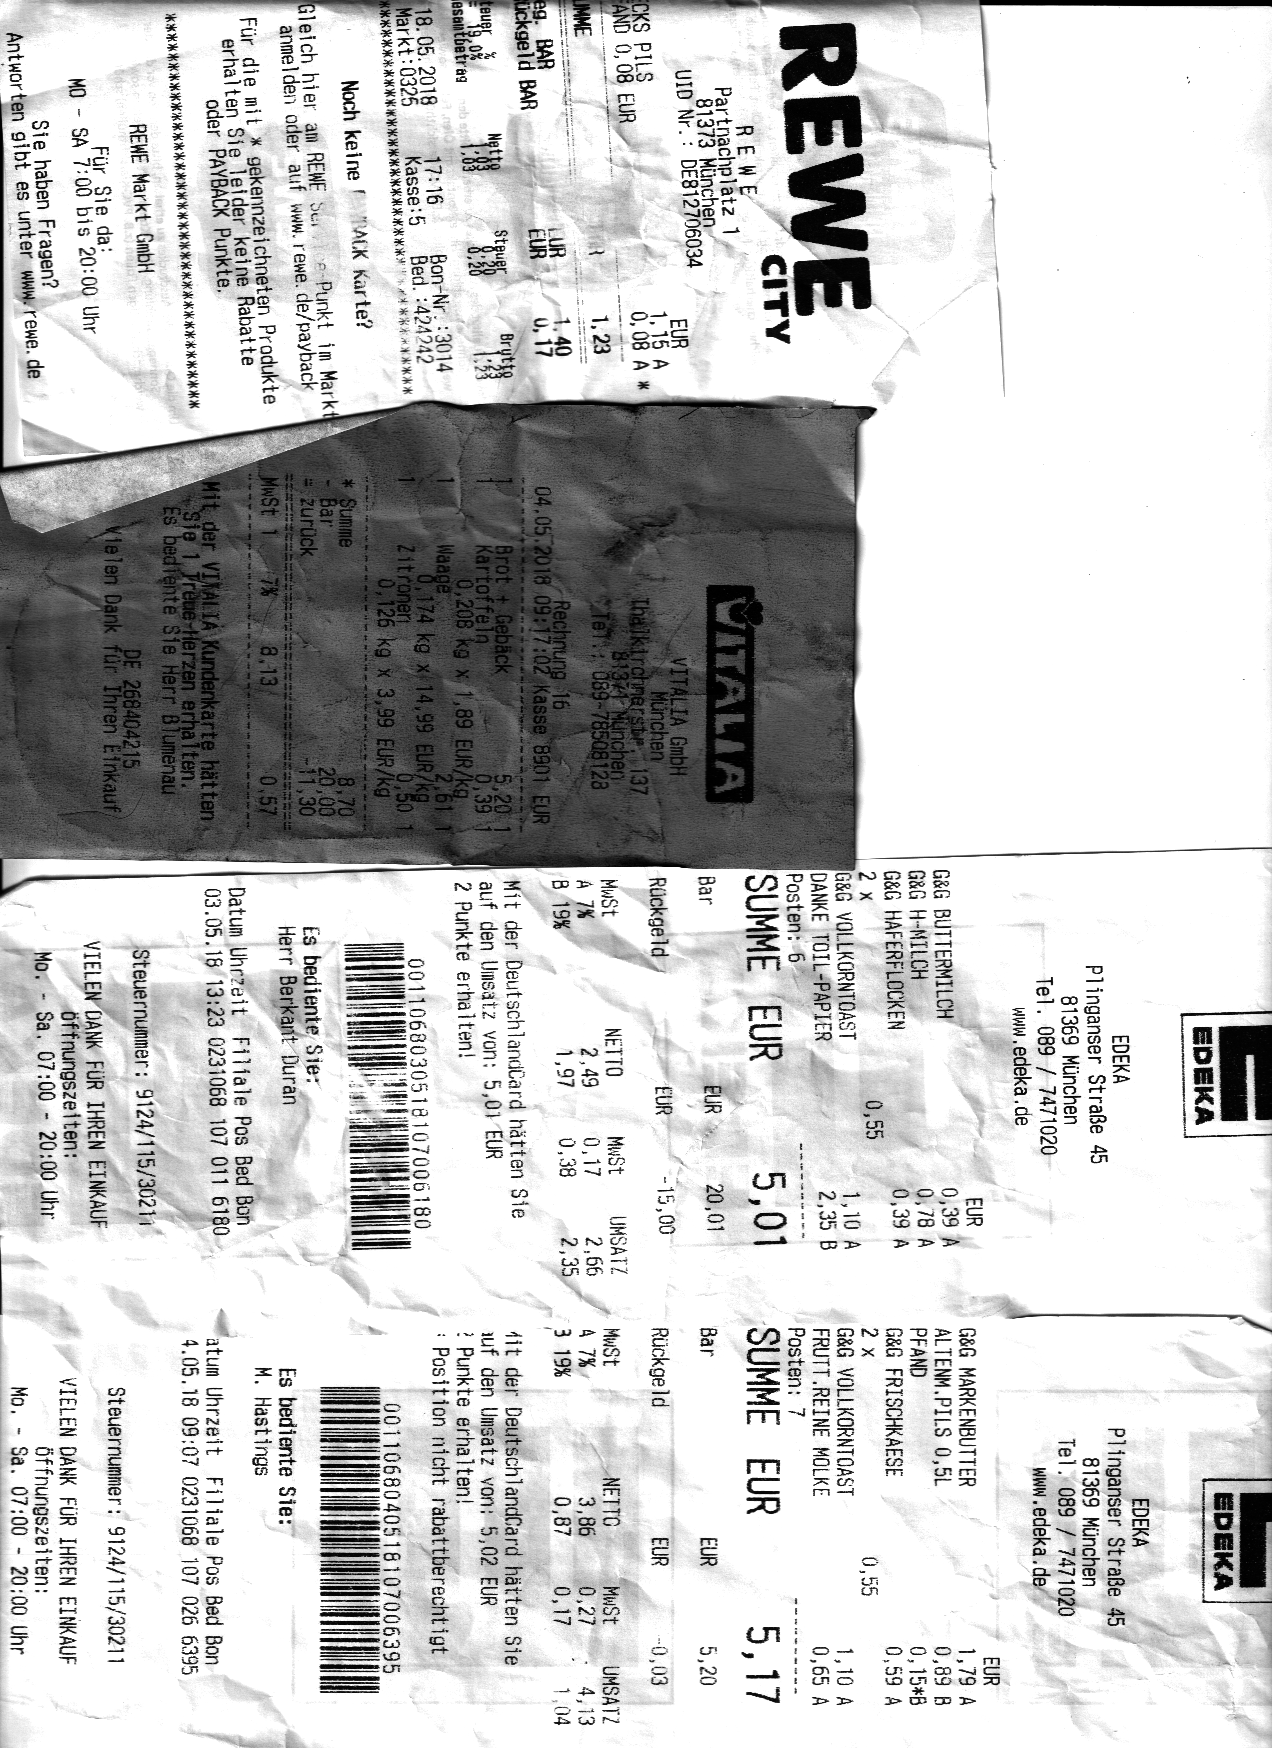 REWE
CITY
R E W E
Partnachplatz 1
81373 München
UID Nr.: DE812706034
EUR
CKS PILS 1,15 A
AND 0,08 EUR 0,08 A *
UMME 1,23
eg. BAR EUR 1,40
ückgeld BAR EUR 0,17
teuer % Netto Steuer Brutto
= 19,0% 1,03 0,20 1,23
esamtbetrag 1,03 0,20 1,23
18.05.2018 17:16 Bon-Nr.:3014
Markt:0325 Kasse:5 Bed.:424242
****************************************
Noch keine ACK Karte?
Gleich hier am REWE -Punkt im Markt
anmelden oder auf www.rewe.de/payback
Für die mit * gekennzeichneten Produkte
erhalten Sie leider keine Rabatte
oder PAYBACK Punkte.
****************************************
REWE Markt GmbH
Für Sie da:
MO - SA 7:00 bis 20:00 Uhr
Sie haben Fragen?
Antworten gibt es unter www.rewe.de
VITALIA
VITALIA GmbH
München
Thalkirchnerstr. 137
81371 München
Tel.: 089-78508128
Rechnung 16
04.05.2018 09:17:02 Kasse 8901 EUR
1 Brot + Gebäck 5,20 1
Kartoffeln 0,39 1
0,208 kg x 1,89 EUR/kg
1 Waage 2,61 1
0,174 kg x 14,99 EUR/kg
1 Zitronen 0,50 1
0,126 kg x 3,99 EUR/kg
* Summe 8,70
- Bar 20,00
= zurück -11,30
MwSt 1 7% 8,13 0,57
Mit der VITALIA Kundenkarte hätten
Sie 1 Treue-Herzen erhalten.
Es bediente Sie Herr Blumenau
DE 268404215
Vielen Dank für Ihren Einkauf
EDEKA
EDEKA
Plinganser Straße 45
81369 München
Tel. 089 / 7471020
www.edeka.de
EUR
G&G BUTTERMILCH 0,39 A
G&G H-MILCH 0,78 A
G&G HAFERFLOCKEN 0,39 A
2 x 0,55
G&G VOLLKORNTOAST 1,10 A
DANKE TOIL-PAPIER 2,35 B
Posten: 6
SUMME EUR 5,01
Bar EUR 20,01
Rückgeld EUR -15,00
MwSt NETTO MwSt UMSATZ
A 7% 2,49 0,17 2,66
B 19% 1,97 0,38 2,35
Mit der DeutschlandCard hätten Sie
auf den Umsatz von: 5,01 EUR
2 Punkte erhalten!
0011068030518107006180
Es bediente Sie:
Herr Berkant Duran
Datum Uhrzeit Filiale Pos Bed Bon
03.05.18 13:23 0231068 107 011 6180
Steuernummer: 9124/115/30211
VIELEN DANK FÜR IHREN EINKAUF
Öffnungszeiten:
Mo. - Sa. 07:00 - 20:00 Uhr
EDEKA
EDEKA
Plinganser Straße 45
81369 München
Tel. 089 / 7471020
www.edeka.de
EUR
G&G MARKENBUTTER 1,79 A
ALTENM.PILS 0,5L 0,89 B
PFAND 0,15*B
G&G FRISCHKAESE 0,59 A
2 x 0,55
G&G VOLLKORNTOAST 1,10 A
FRUTT.REINE MOLKE 0,65 A
Posten: 7
SUMME EUR 5,17
Bar EUR 5,20
Rückgeld EUR -0,03
MwSt NETTO MwSt UMSATZ
A 7% 3,86 0,27 4,13
B 19% 0,87 0,17 1,04
Mit der DeutschlandCard hätten Sie
auf den Umsatz von: 5,02 EUR
2 Punkte erhalten!
: Position nicht rabattberechtigt
0011068040518107006395
Es bediente Sie:
M. Hastings
atum Uhrzeit Filiale Pos Bed Bon
4.05.18 09:07 0231068 107 026 6395
Steuernummer: 9124/115/30211
VIELEN DANK FÜR IHREN EINKAUF
Öffnungszeiten:
Mo. - Sa. 07:00 - 20:00 Uhr